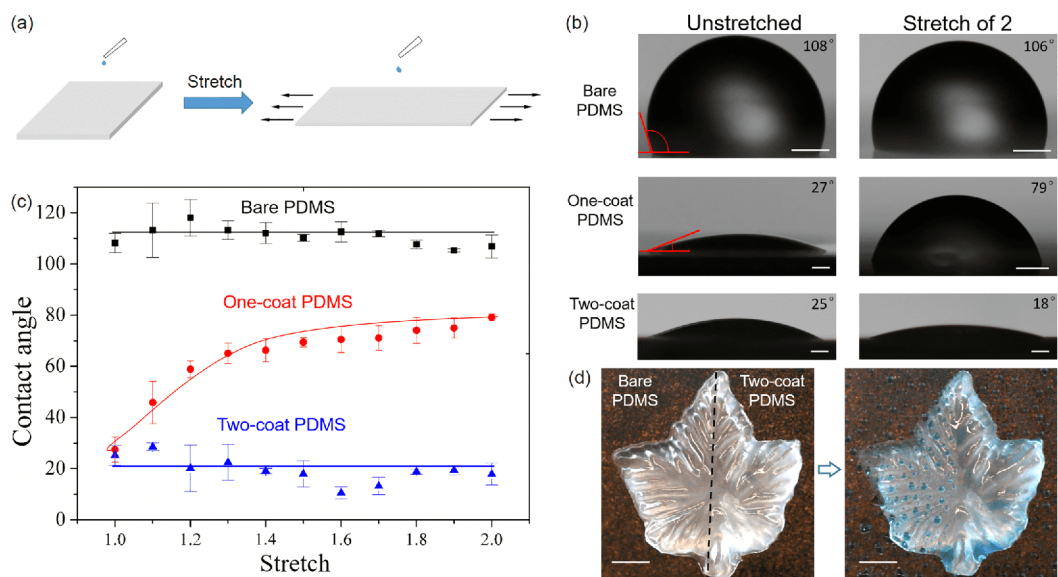 (a)
Stretch
(b)
Unstretched
Stretch of 2
Bare
PDMS
108°
106°
One-coat
PDMS
27°
79°
Two-coat
PDMS
25°
18°
(c)
Contact angle
120
100
80
60
40
20
0
Bare PDMS
One-coat PDMS
Two-coat PDMS
1.0
1.2
1.4
1.6
1.8
2.0
Stretch
(d)
Bare
PDMS
Two-coat
PDMS